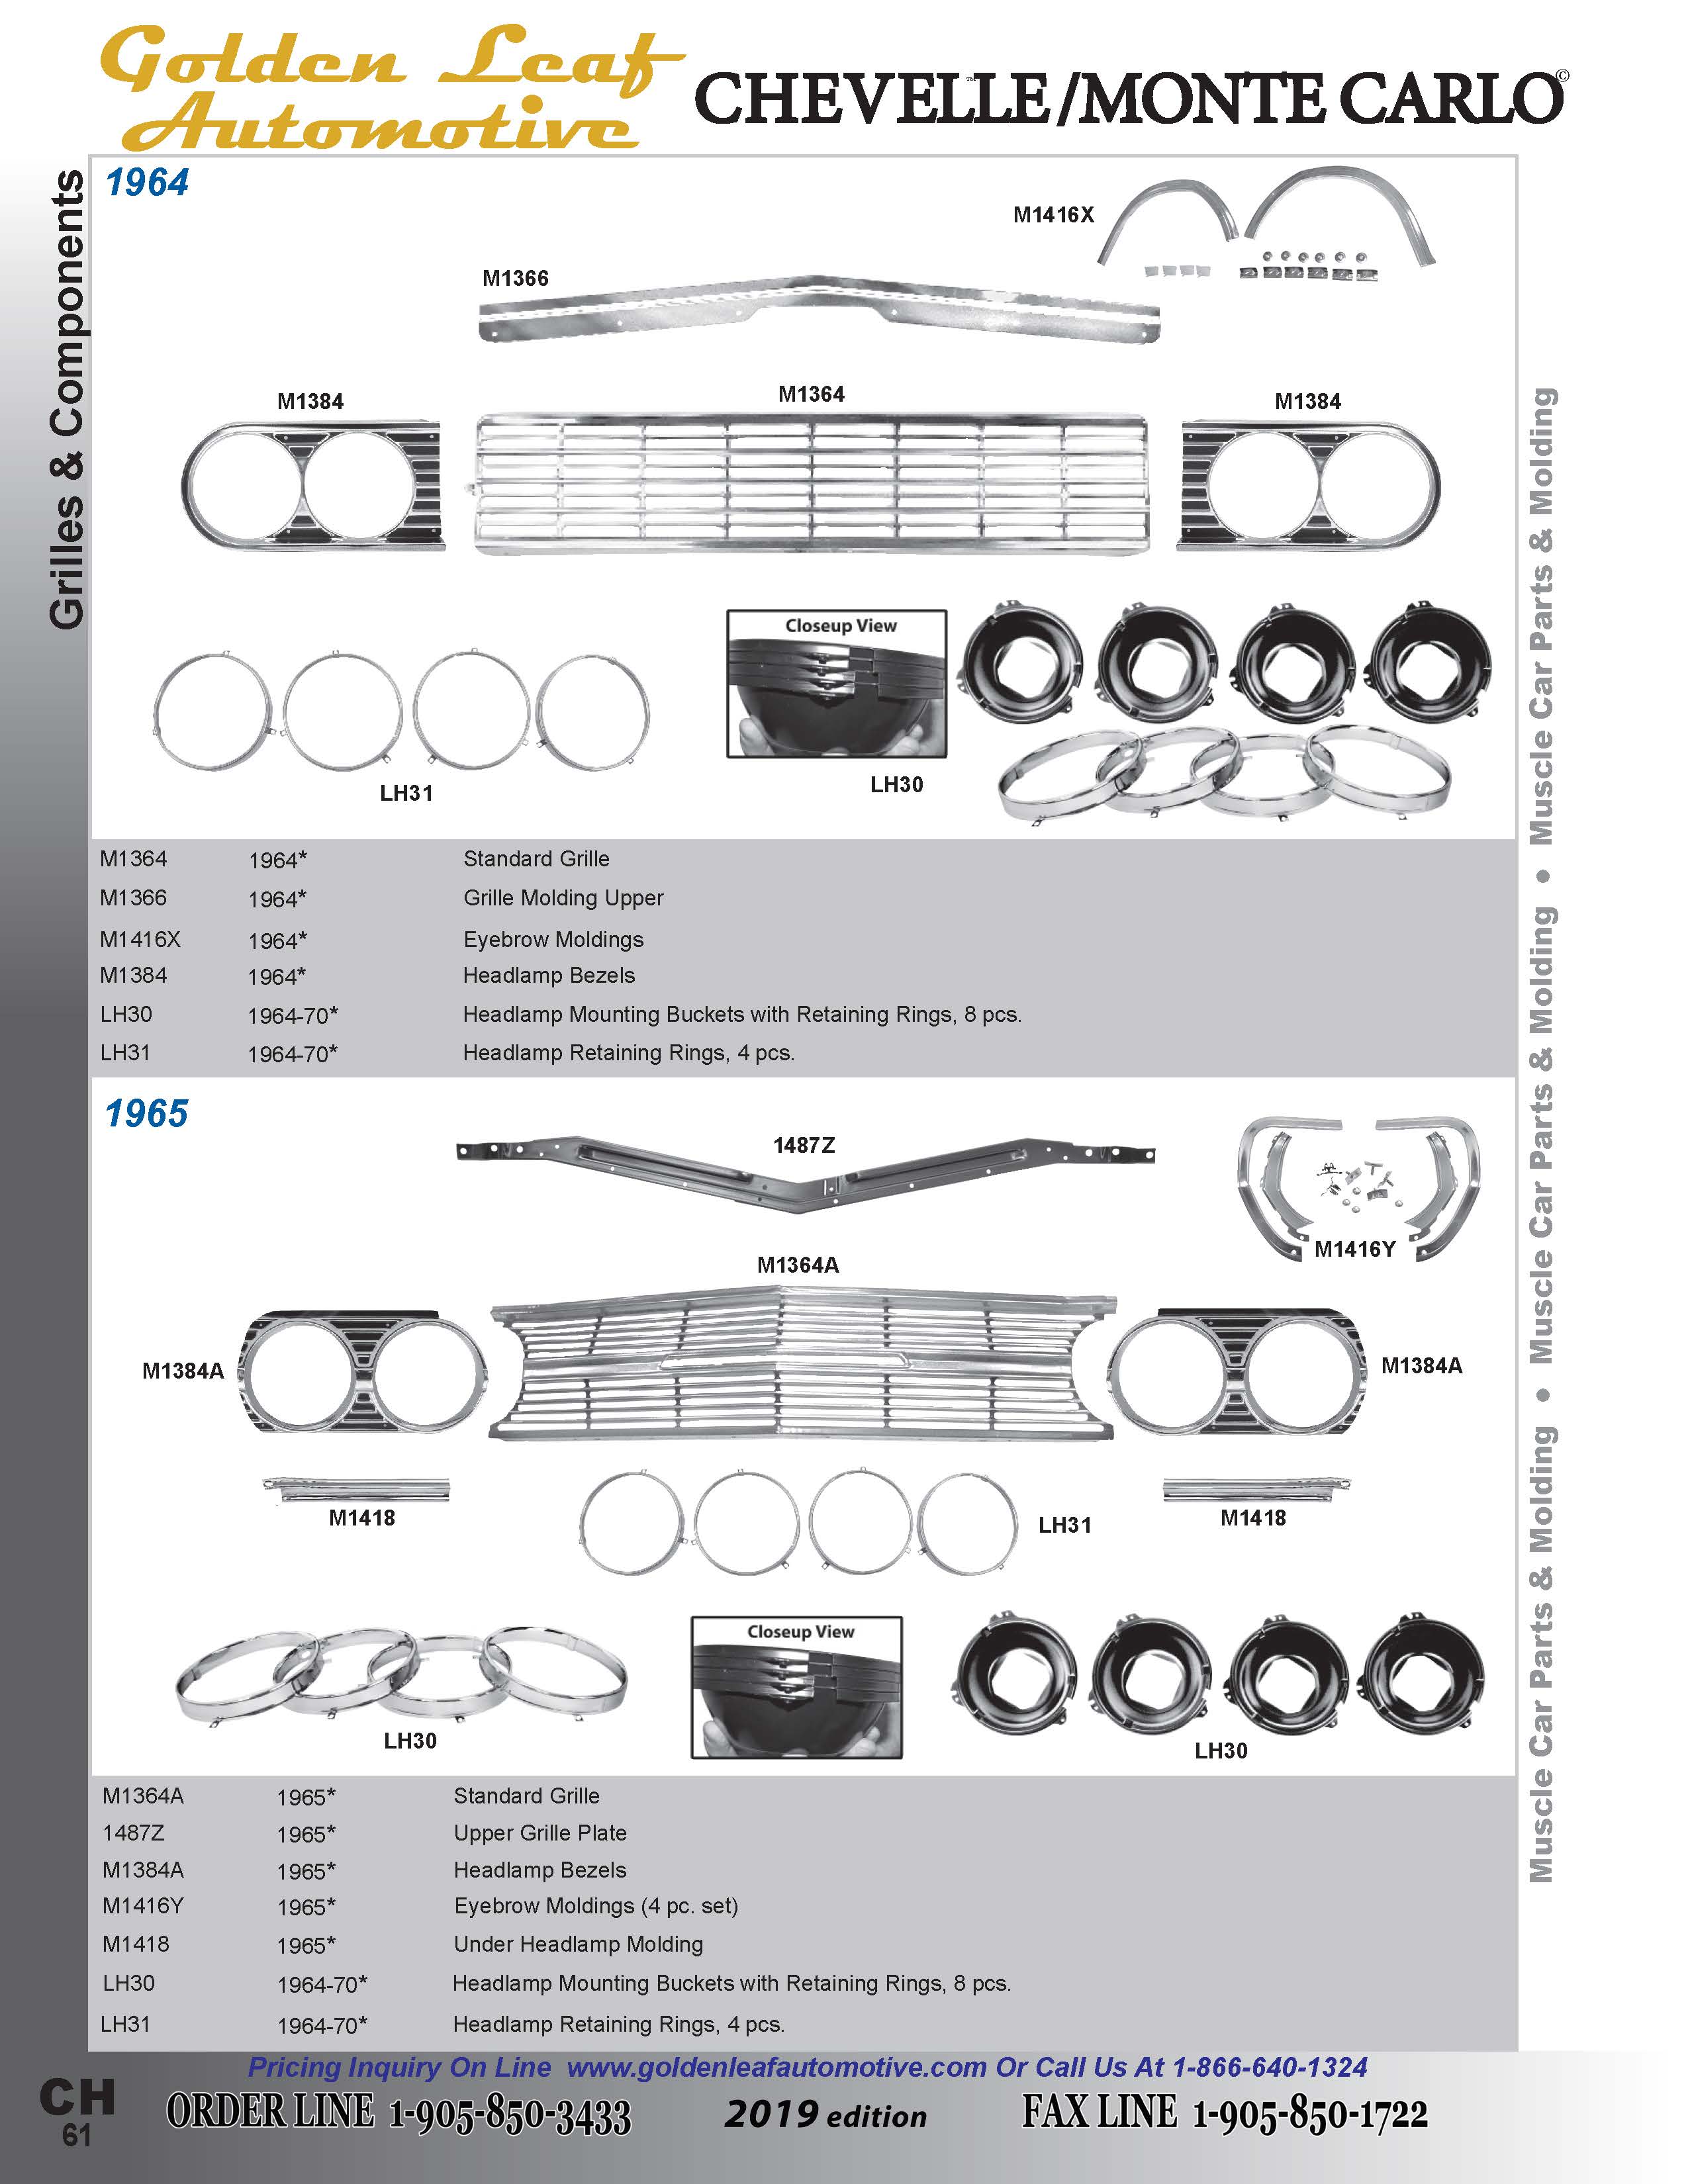 Golden Leaf
Automotive
CHEVELLE/MONTE CARLO©
™
Grilles & Components
1964
M1416X
M1366
M1384
M1364
M1384
Closeup View
LH31
LH30
M1364 1964* Standard Grille
M1366 1964* Grille Molding Upper
M1416X 1964* Eyebrow Moldings
M1384 1964* Headlamp Bezels
LH30 1964-70* Headlamp Mounting Buckets with Retaining Rings, 8 pcs.
LH31 1964-70* Headlamp Retaining Rings, 4 pcs.
1965
1487Z
M1416Y
M1364A
M1384A
M1384A
M1418
LH31
M1418
Closeup View
LH30
LH30
M1364A 1965* Standard Grille
1487Z 1965* Upper Grille Plate
M1384A 1965* Headlamp Bezels
M1416Y 1965* Eyebrow Moldings (4 pc. set)
M1418 1965* Under Headlamp Molding
LH30 1964-70* Headlamp Mounting Buckets with Retaining Rings, 8 pcs.
LH31 1964-70* Headlamp Retaining Rings, 4 pcs.
Muscle Car Parts & Molding • Muscle Car Parts & Molding • Muscle Car Parts & Molding
Pricing Inquiry On Line www.goldenleafautomotive.com Or Call Us At 1-866-640-1324
CH
61
ORDER LINE 1-905-850-3433
2019 edition
FAX LINE 1-905-850-1722